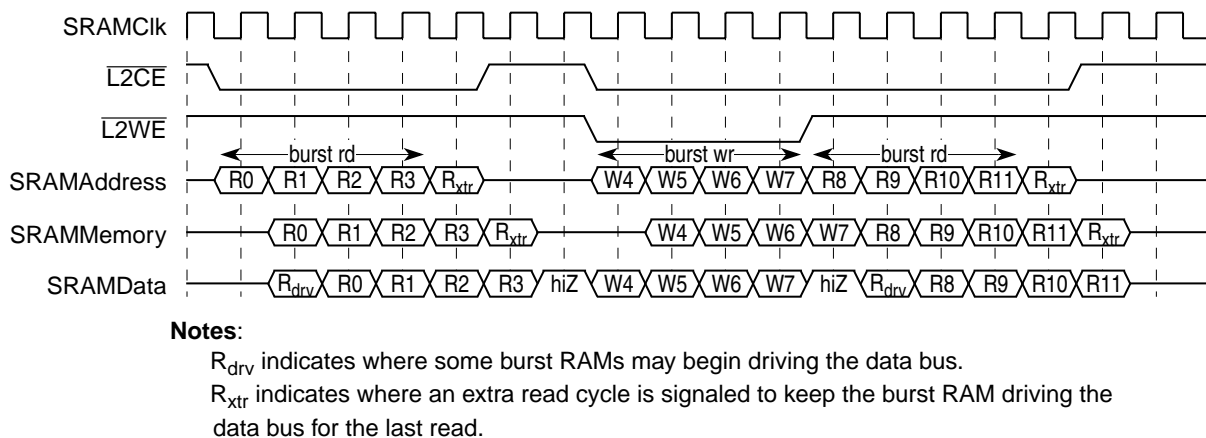 SRAMClk
L2CE
L2WE
burst rd burst wr burst rd
SRAMAddress R0 R1 R2 R3 Rxtr W4 W5 W6 W7 R8 R9 R10 R11 Rxtr
SRAMMemory R0 R1 R2 R3 Rxtr W4 W5 W6 W7 R8 R9 R10 R11 Rxtr
SRAMData Rdrv R0 R1 R2 R3 hiZ W4 W5 W6 W7 hiZ Rdrv R8 R9 R10 R11
Notes:
Rdrv indicates where some burst RAMs may begin driving the data bus.
Rxtr indicates where an extra read cycle is signaled to keep the burst RAM driving the
data bus for the last read.